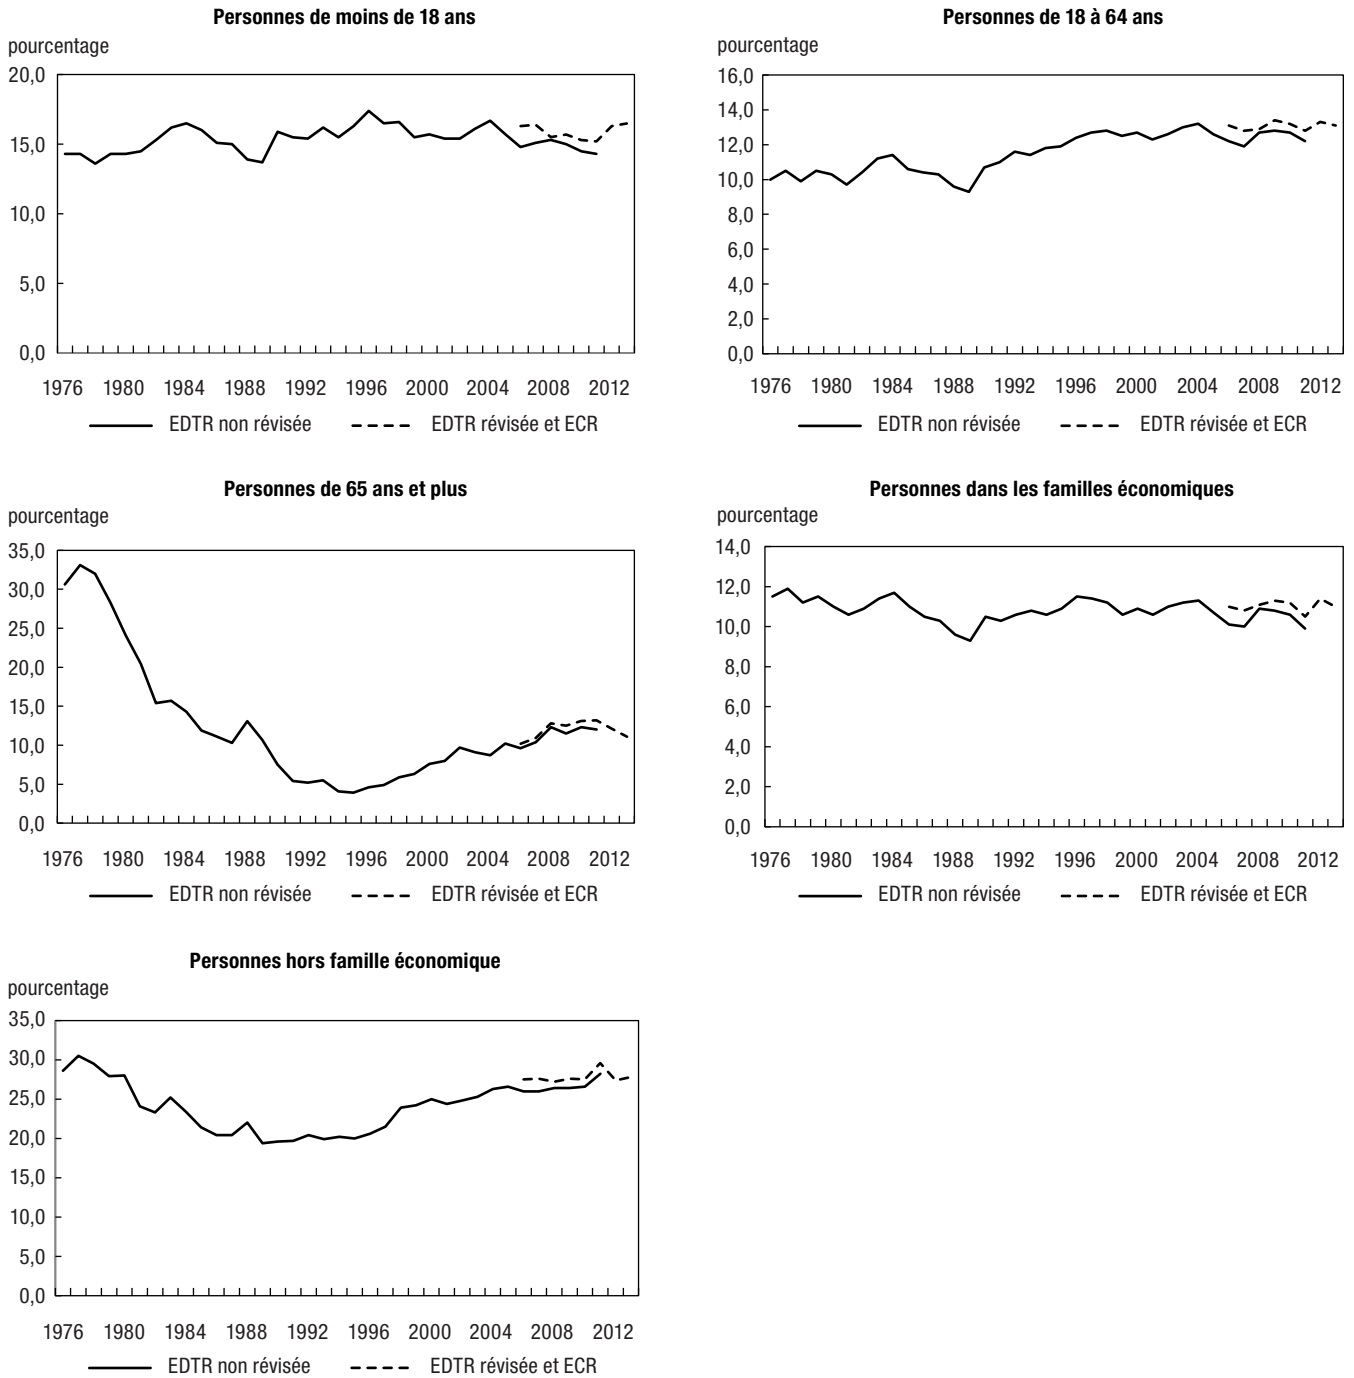 Personnes de moins de 18 ans
pourcentage
20,0
15,0
10,0
5,0
0,0
1976 1980 1984 1988 1992 1996 2000 2004 2008 2012
EDTR non révisée EDTR révisée et ECR
Personnes de 18 à 64 ans
pourcentage
16,0
14,0
12,0
10,0
8,0
6,0
4,0
2,0
0,0
1976 1980 1984 1988 1992 1996 2000 2004 2008 2012
EDTR non révisée EDTR révisée et ECR
Personnes de 65 ans et plus
pourcentage
35,0
30,0
25,0
20,0
15,0
10,0
5,0
0,0
1976 1980 1984 1988 1992 1996 2000 2004 2008 2012
EDTR non révisée EDTR révisée et ECR
Personnes dans les familles économiques
pourcentage
14,0
12,0
10,0
8,0
6,0
4,0
2,0
0,0
1976 1980 1984 1988 1992 1996 2000 2004 2008 2012
EDTR non révisée EDTR révisée et ECR
Personnes hors famille économique
pourcentage
35,0
30,0
25,0
20,0
15,0
10,0
5,0
0,0
1976 1980 1984 1988 1992 1996 2000 2004 2008 2012
EDTR non révisée EDTR révisée et ECR